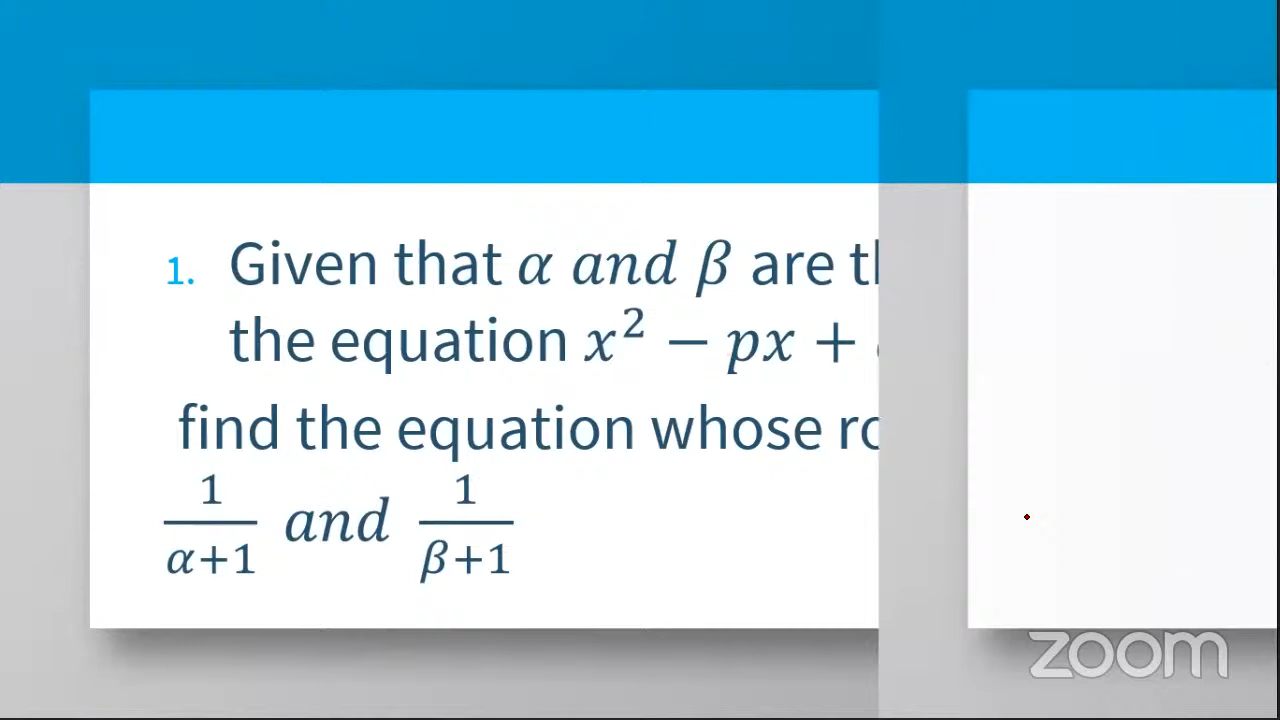 1. Given that α and β are
the equation x² − px +
find the equation whose
1/(α+1) and 1/(β+1)
zoom